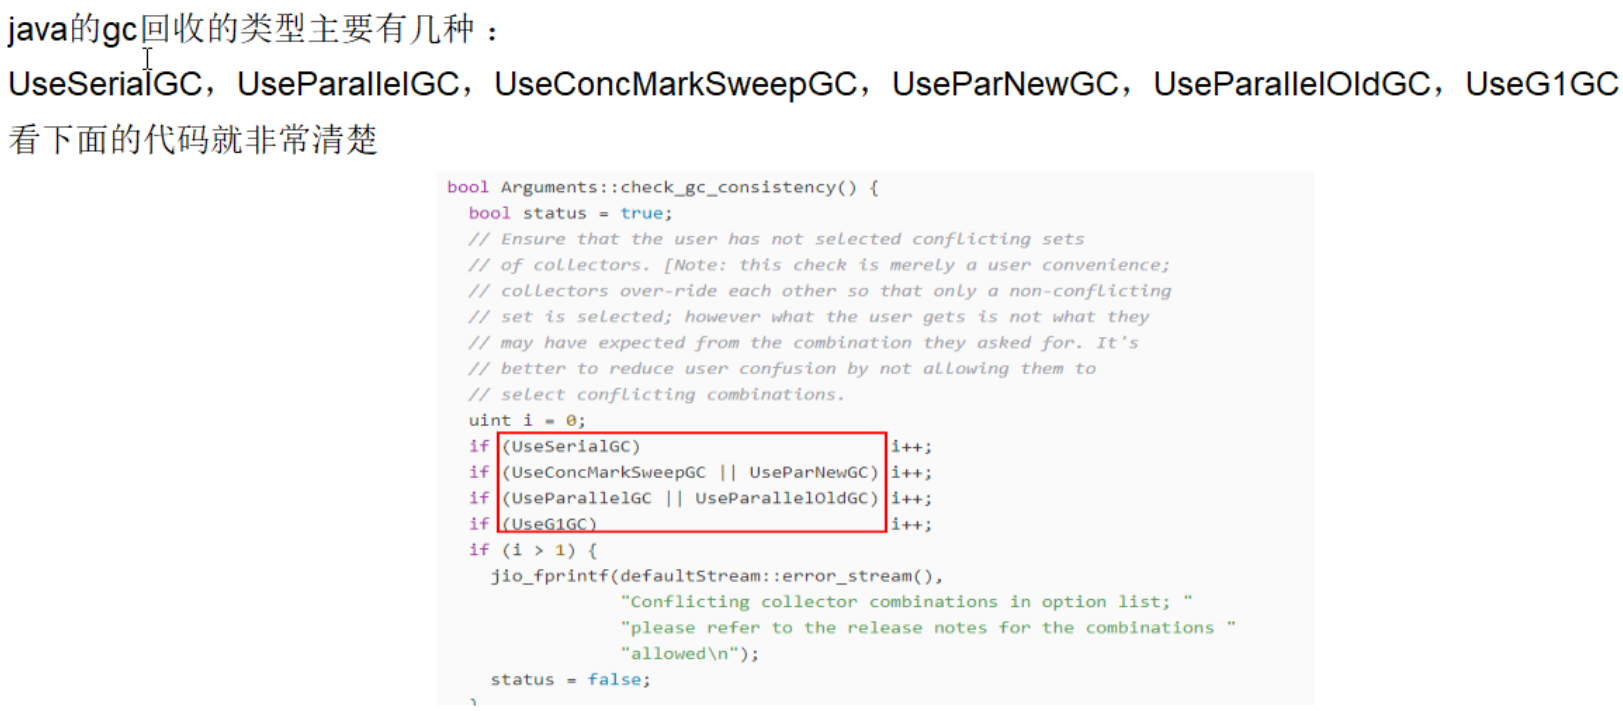 java的gc回收的类型主要有几种：
UseSerialGC，UseParallelGC，UseConcMarkSweepGC，UseParNewGC，UseParallelOldGC，UseG1GC
看下面的代码就非常清楚
bool Arguments::check_gc_consistency() {
  bool status = true;
  // Ensure that the user has not selected conflicting sets
  // of collectors. [Note: this check is merely a user convenience;
  // collectors over-ride each other so that only a non-conflicting
  // set is selected; however what the user gets is not what they
  // may have expected from the combination they asked for. It's
  // better to reduce user confusion by not allowing them to
  // select conflicting combinations.
  uint i = 0;
  if (UseSerialGC)                       i++;
  if (UseConcMarkSweepGC || UseParNewGC) i++;
  if (UseParallelGC || UseParallelOldGC) i++;
  if (UseG1GC)                           i++;
  if (i > 1) {
    jio_fprintf(defaultStream::error_stream(),
                "Conflicting collector combinations in option list; "
                "please refer to the release notes for the combinations "
                "allowed\n");
    status = false;
  }